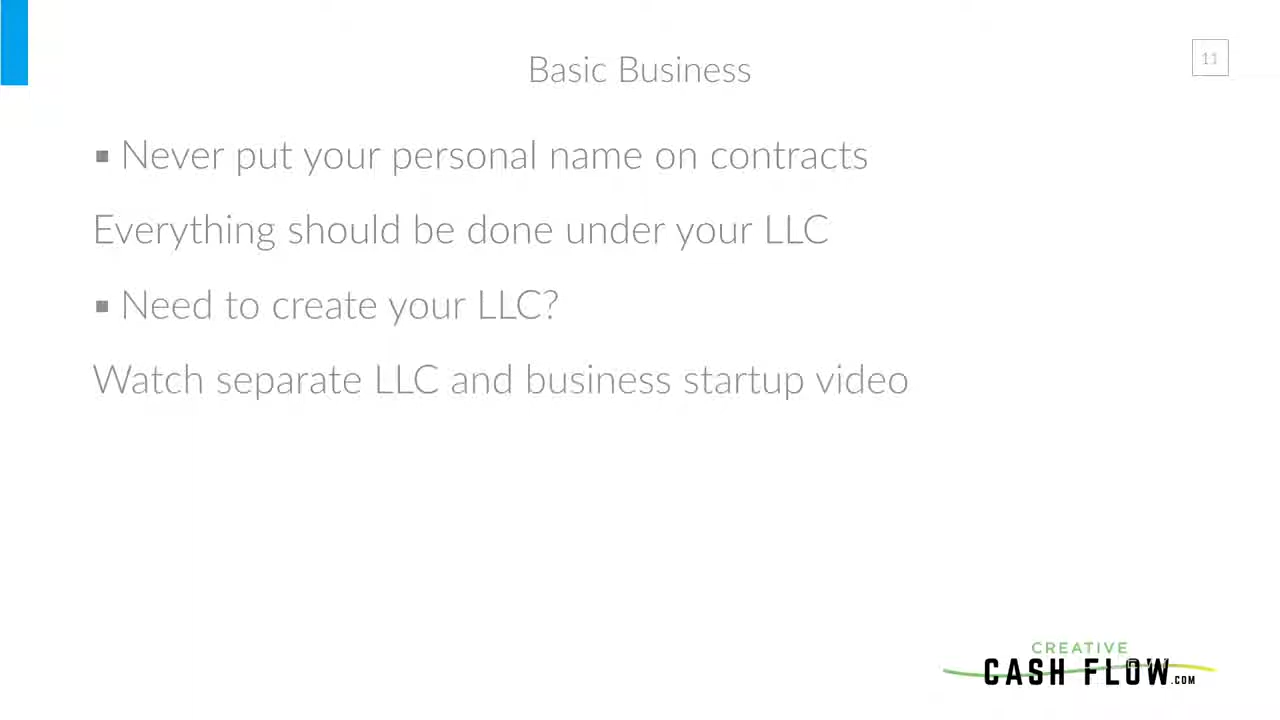 Basic Business
11
▪ Never put your personal name on contracts
Everything should be done under your LLC
▪ Need to create your LLC?
Watch separate LLC and business startup video
CREATIVE
CASH FLOW.COM